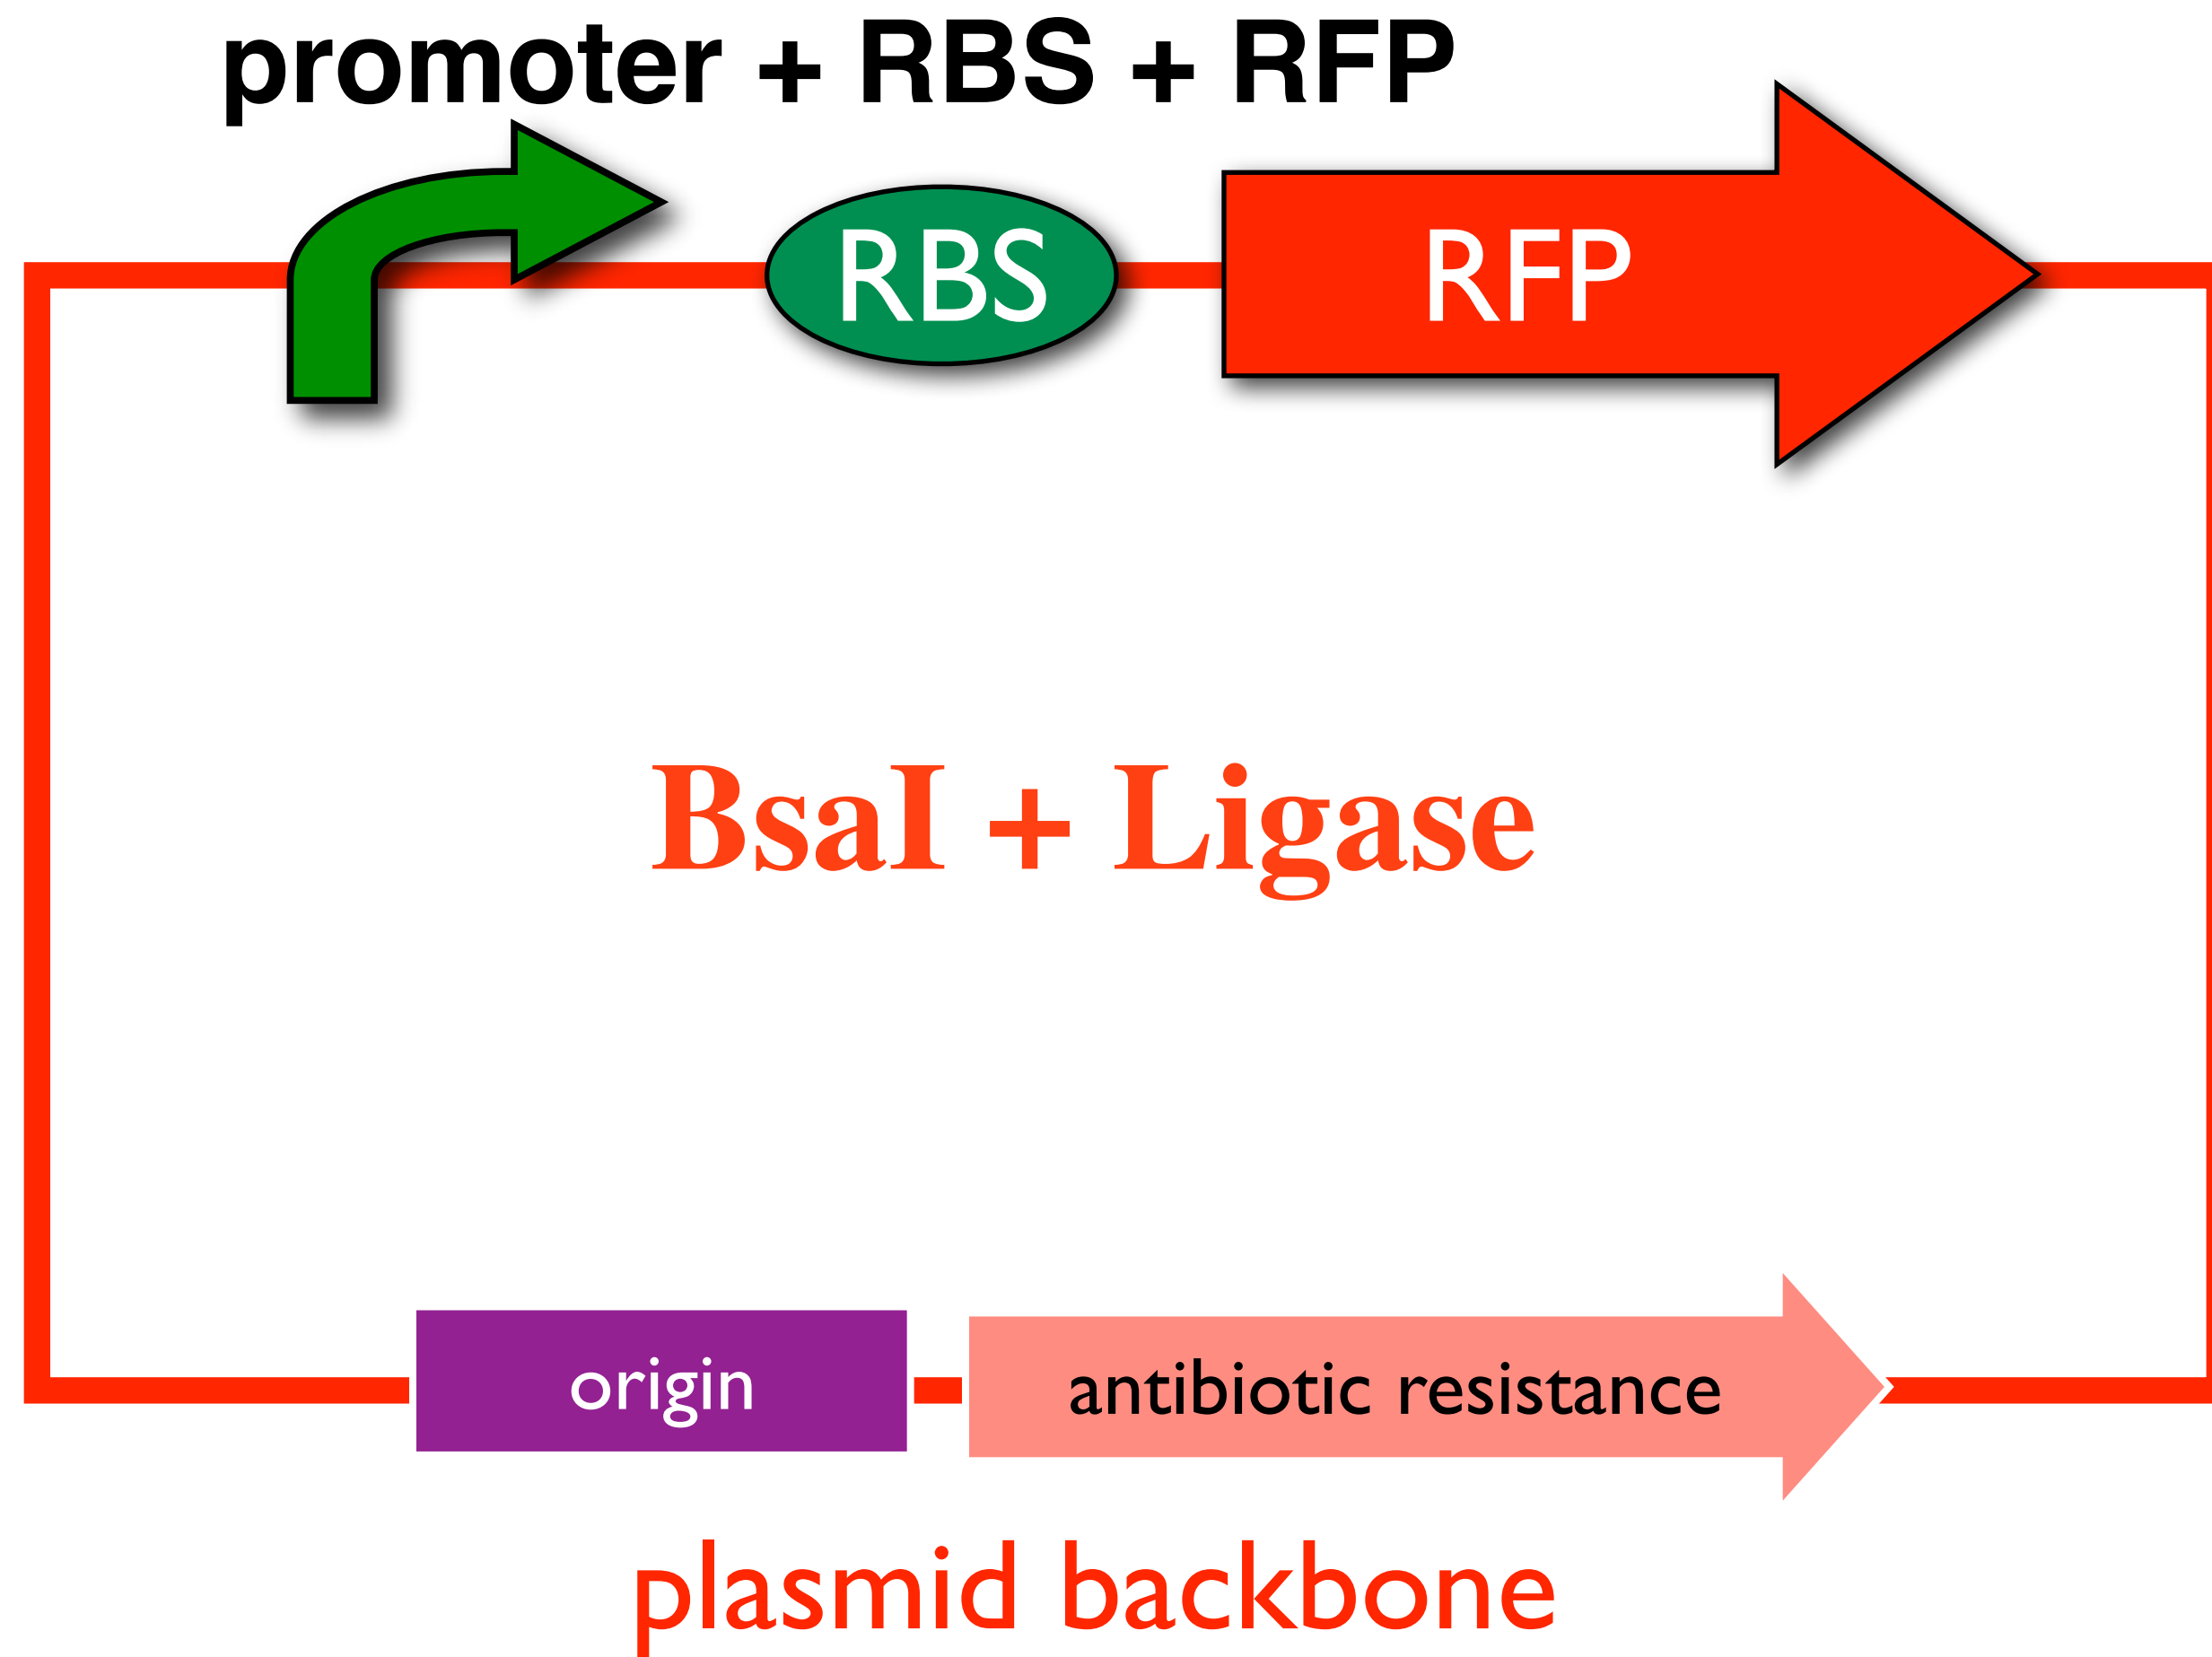 promoter + RBS + RFP
RBS
RFP
BsaI + Ligase
origin
antibiotic resistance
plasmid backbone